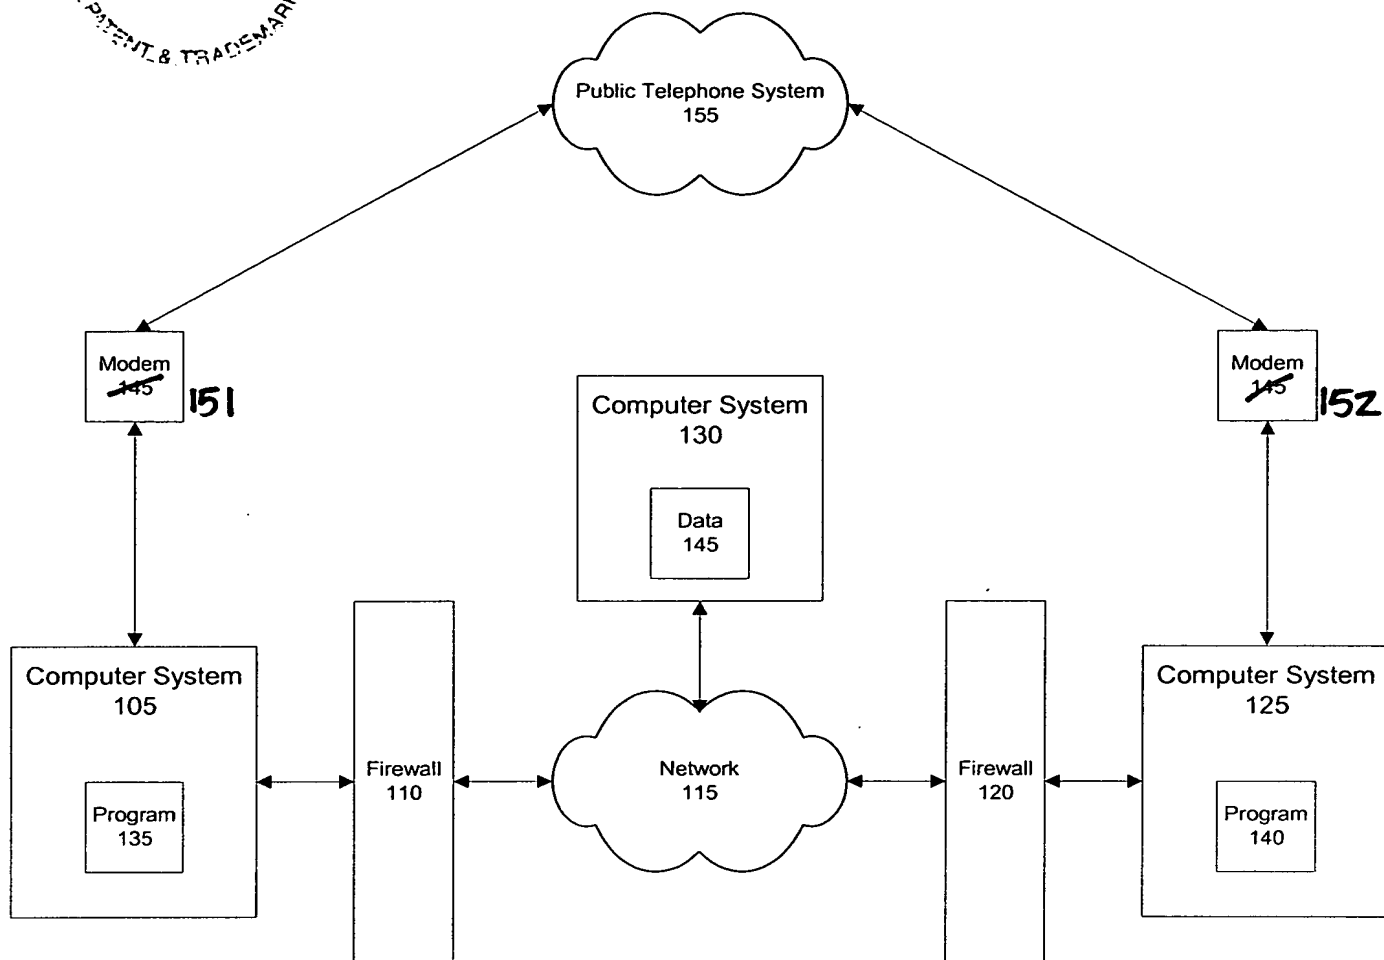 PATENT & TRADEMAR
Public Telephone System
155
Modem
145
151
Modem
145
152
Computer System
130
Data
145
Computer System
105
Program
135
Firewall
110
Network
115
Firewall
120
Computer System
125
Program
140